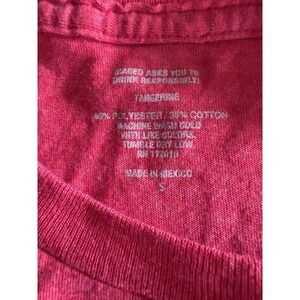 ASKS YOU TO
DRINK RESPONSIBLY.
TANGERINE
POLYESTER / COTTON
MACHINE WASH COLD
WITH LIKE COLORS.
TUMBLE DRY LOW.
RN
MADE IN MEXICO
S